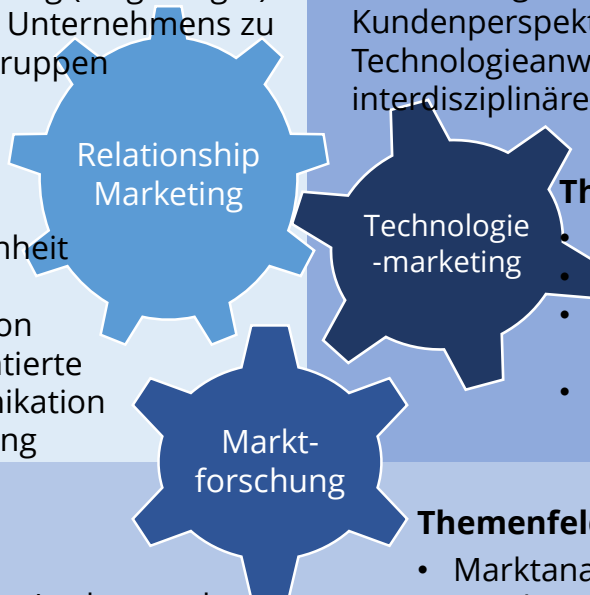 Unternehmens zu
ruppen
Relationship
Marketing
nheit
on
tierte
nikation
ng
Kundenperspekt
Technologieanw
interdisziplinäre
Technologie
-marketing
Th
•
•
•
•
Markt-
forschung
Themenfel
• Marktana